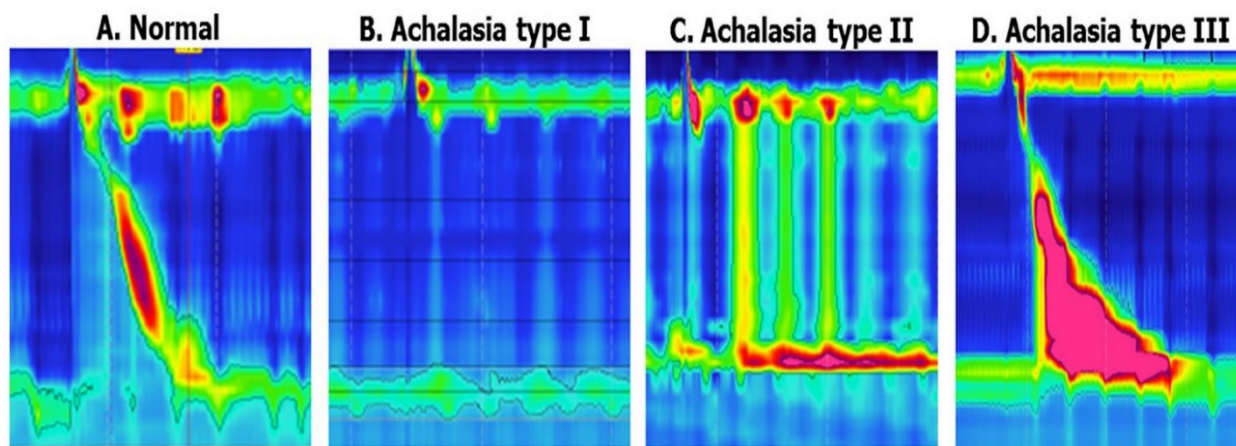 A. Normal
B. Achalasia type I
C. Achalasia type II
D. Achalasia type III